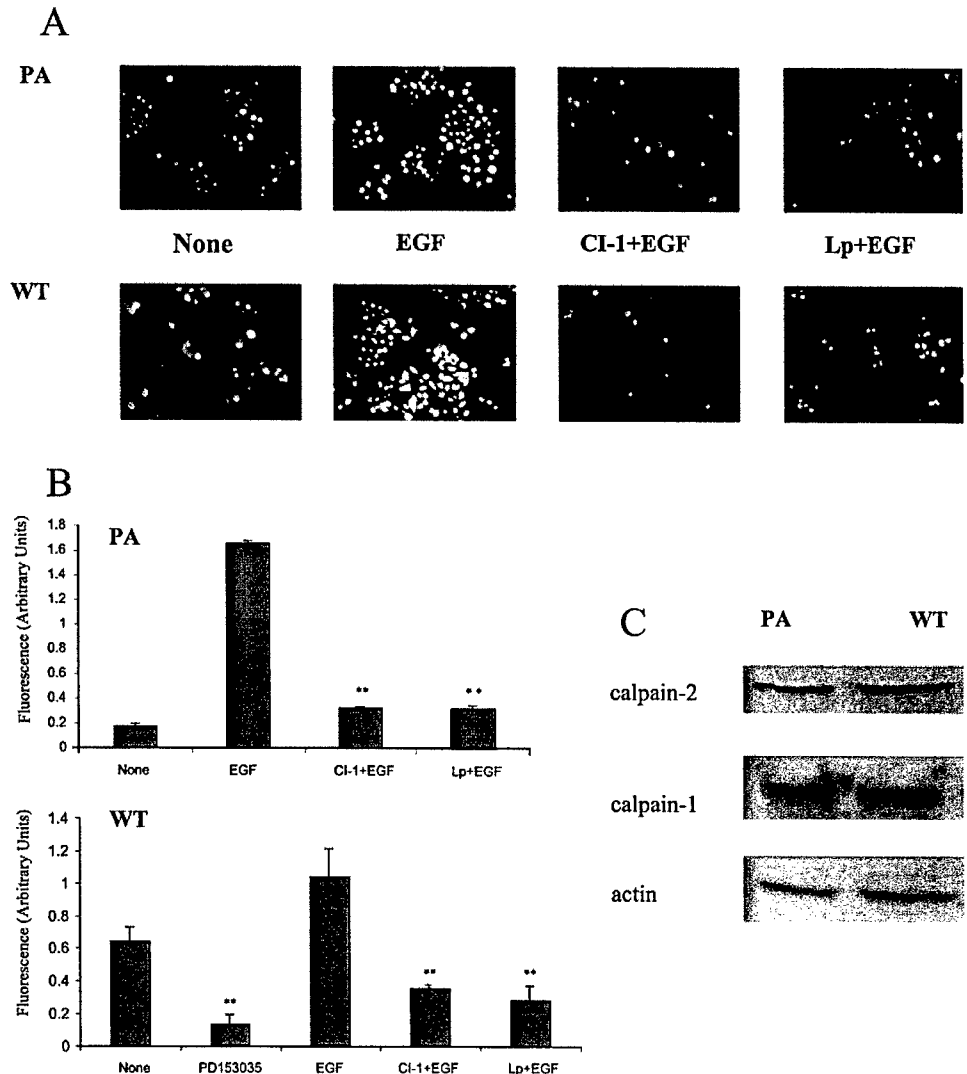 A
PA
None EGF CI-1+EGF Lp+EGF
WT
B
Fluorescence (Arbitrary Units)
1.8
1.6
1.4
1.2
1
0.8
0.6
0.4
0.2
0
PA
**
**
None EGF CI-1+EGF Lp+EGF
Fluorescence (Arbitrary Units)
1.4
1.2
1
0.8
0.6
0.4
0.2
0
WT
**
**
**
None PD153035 EGF CI-1+EGF Lp+EGF
C
PA WT
calpain-2
calpain-1
actin